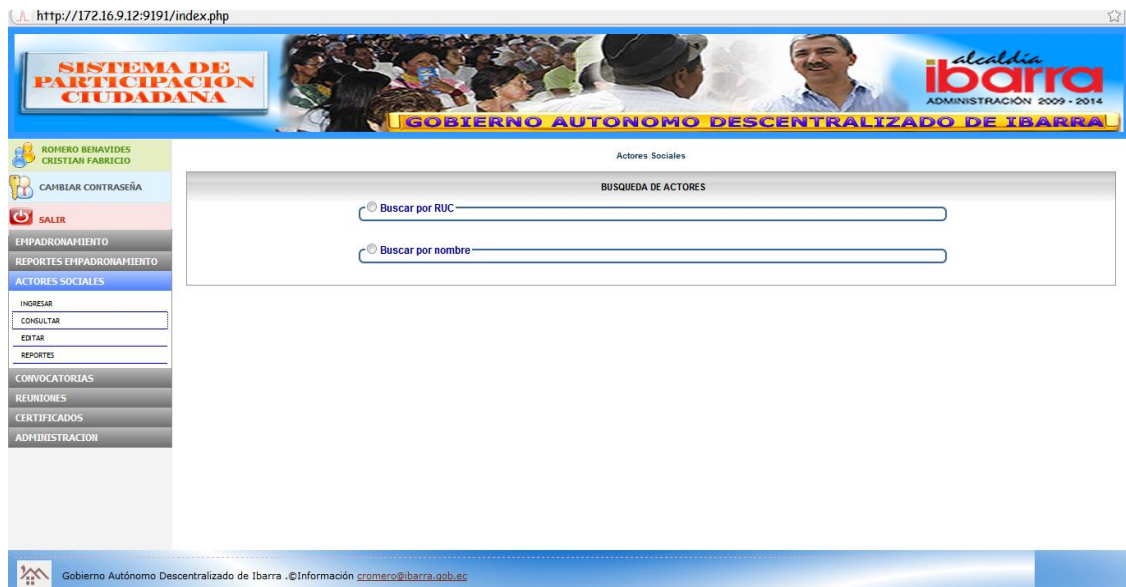 http://172.16.9.12:9191/index.php
SISTEMA DE
PARTICIPACION
CIUDADANA
alcaldía
ibarra
ADMINISTRACIÓN 2009 - 2014
GOBIERNO AUTONOMO DESCENTRALIZADO DE IBARRA
ROMERO BENAVIDES
CRISTIAN FABRICIO
CAMBIAR CONTRASEÑA
SALIR
EMPADRONAMIENTO
REPORTES EMPADRONAMIENTO
ACTORES SOCIALES
INGRESAR
CONSULTAR
EDITAR
REPORTES
CONVOCATORIAS
REUNIONES
CERTIFICADOS
ADMINISTRACION
Actores Sociales
BUSQUEDA DE ACTORES
Buscar por RUC
Buscar por nombre
Gobierno Autónomo Descentralizado de Ibarra .©Información cromero@ibarra.gob.ec